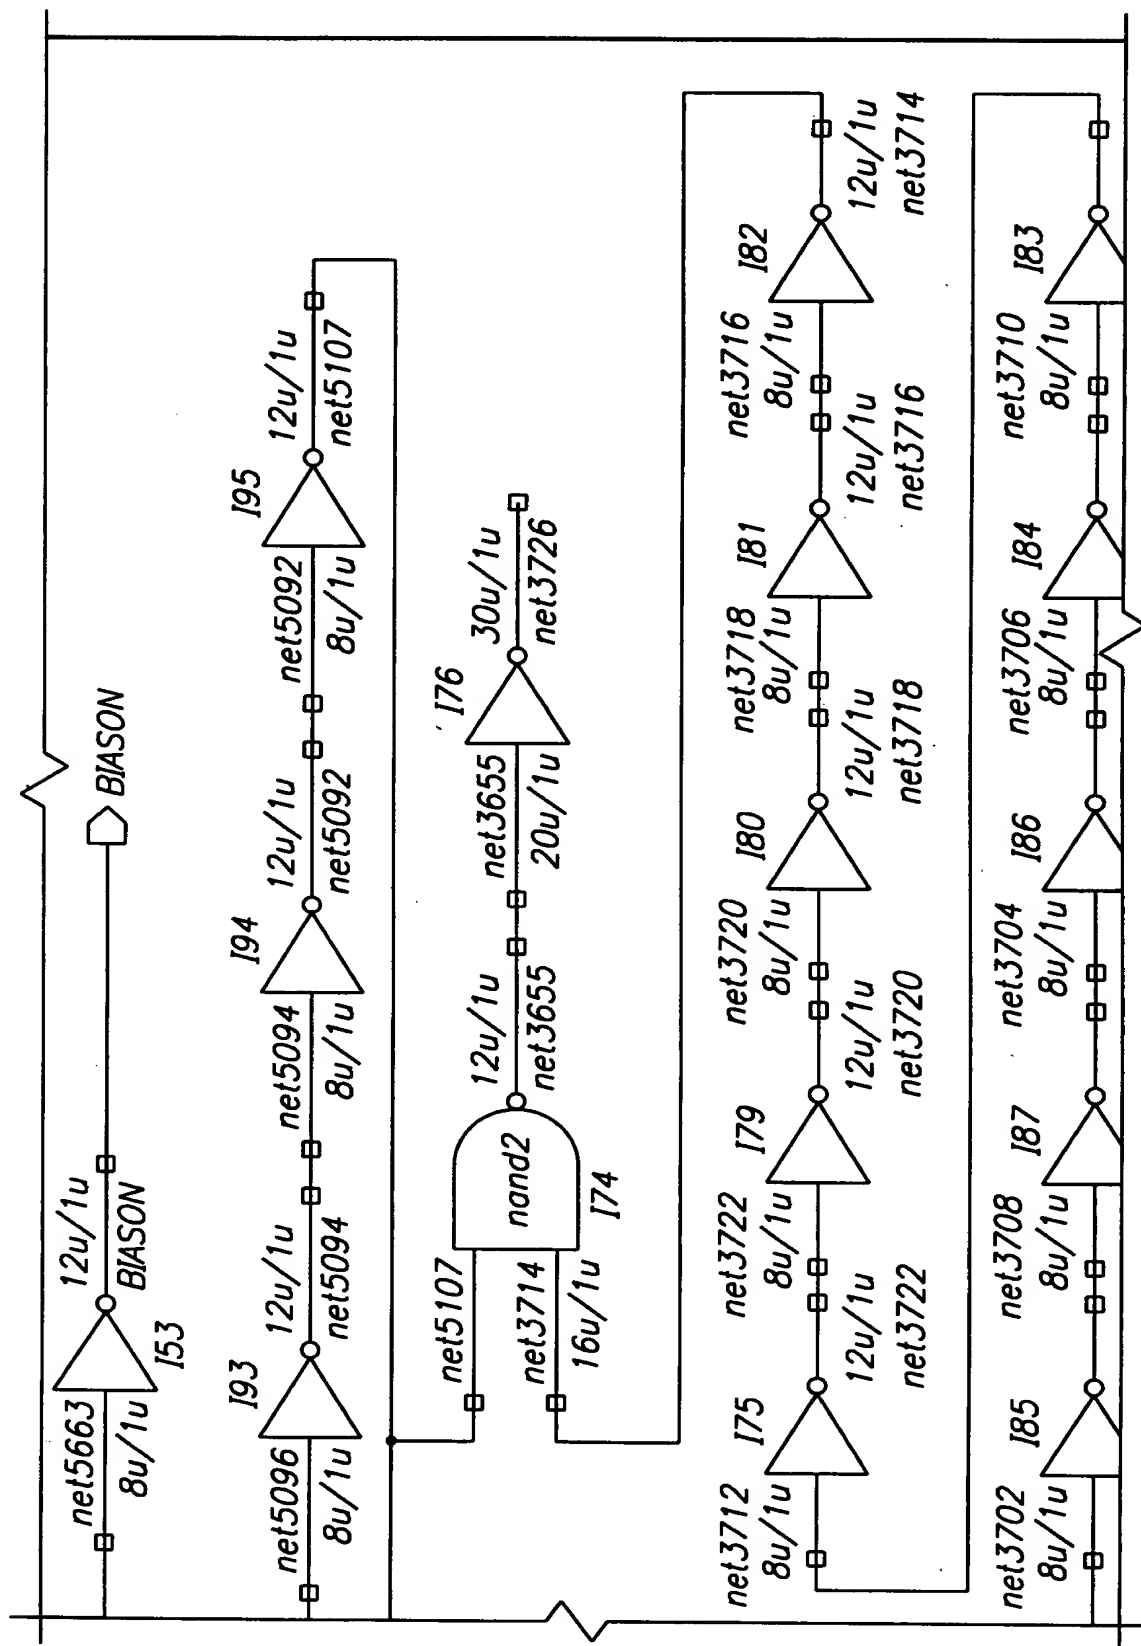 net5663
8u/1u
I53
12u/1u
BIASON
BIASON
net5096
8u/1u
I93
12u/1u
net5094
net5094
8u/1u
I94
12u/1u
net5092
net5092
8u/1u
I95
12u/1u
net5107
net5107
net3714
16u/1u
nand2
I74
12u/1u
net3655
net3655
20u/1u
I76
30u/1u
net3726
net3712
8u/1u
I75
12u/1u
net3722
net3722
8u/1u
I79
12u/1u
net3720
net3720
8u/1u
I80
12u/1u
net3718
net3718
8u/1u
I81
12u/1u
net3716
net3716
8u/1u
I82
12u/1u
net3714
net3702
8u/1u
I85
net3708
8u/1u
I87
net3704
8u/1u
I86
net3706
8u/1u
I84
net3710
8u/1u
I83